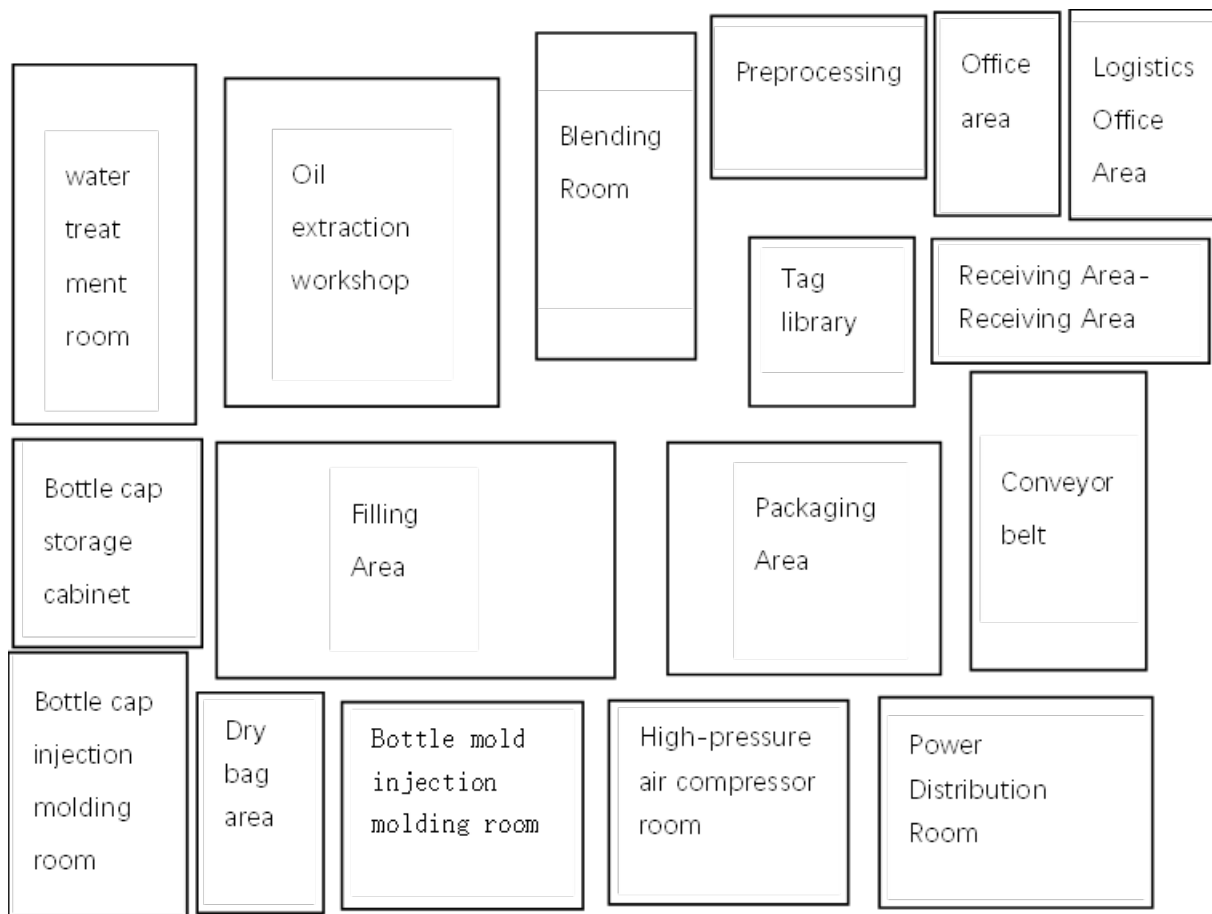 water
treat
ment
room
Oil
extraction
workshop
Blending
Room
Preprocessing
Office
area
Logistics
Office
Area
Tag
library
Receiving Area-
Receiving Area
Bottle cap
storage
cabinet
Filling
Area
Packaging
Area
Conveyor
belt
Bottle cap
injection
molding
room
Dry
bag
area
Bottle mold
injection
molding room
High-pressure
air compressor
room
Power
Distribution
Room